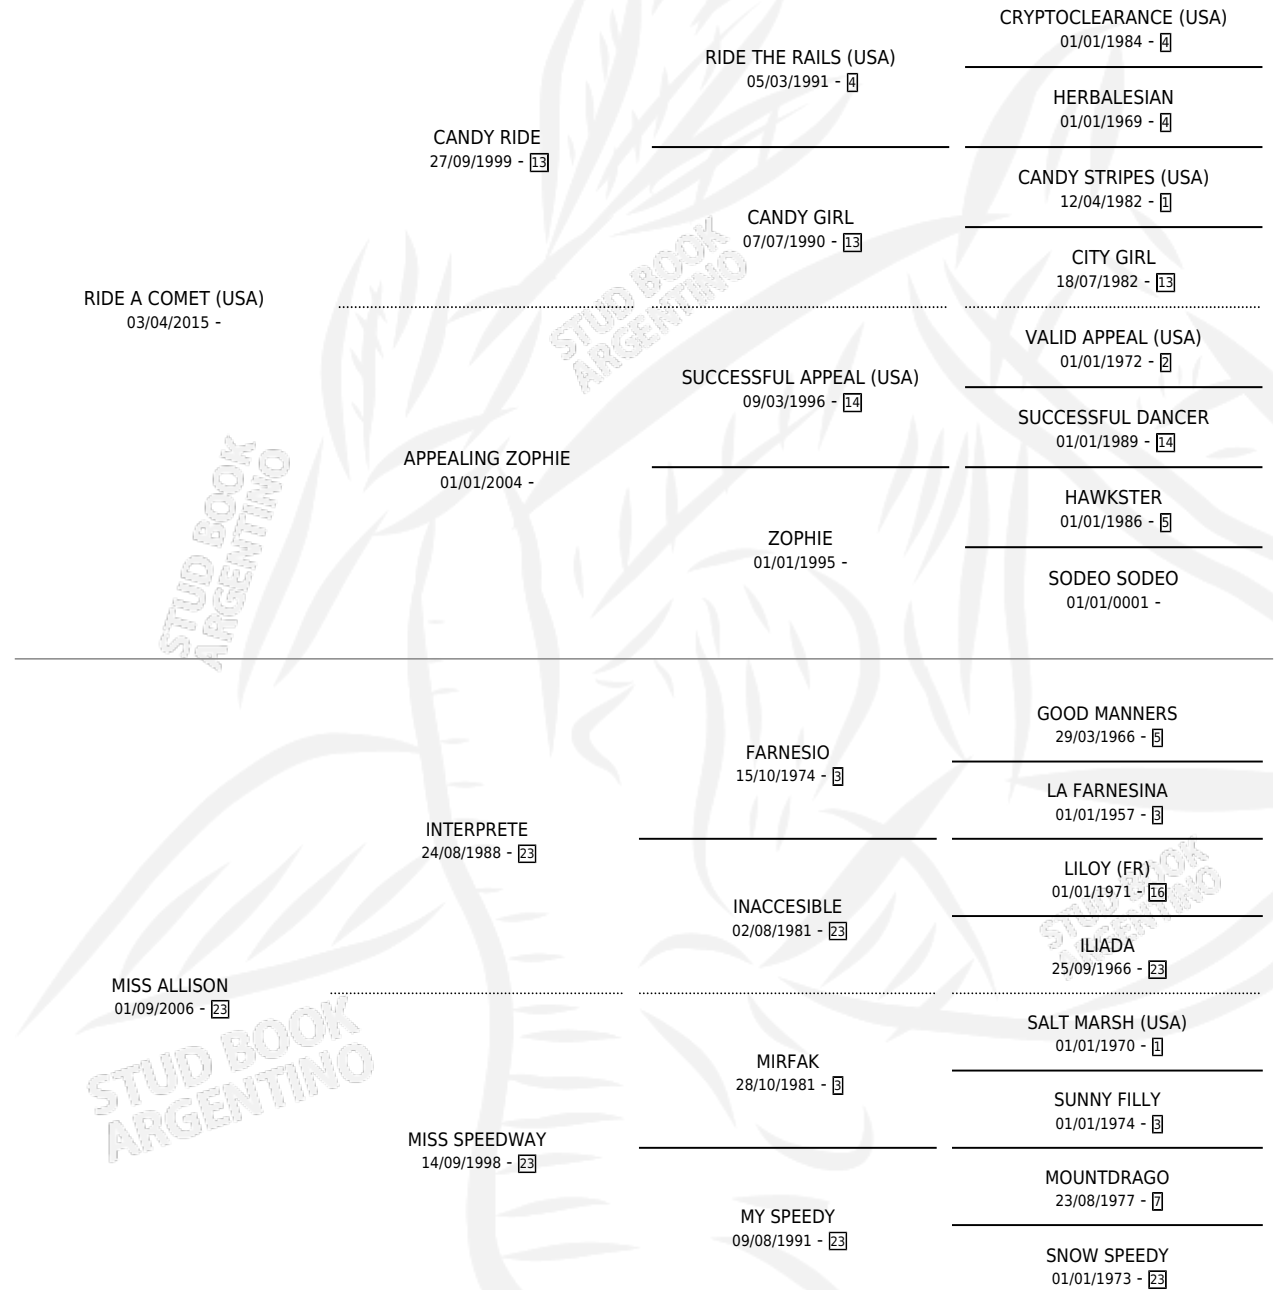 CRYPTOCLEARANCE (USA)
01/01/1984 - 4
RIDE THE RAILS (USA)
05/03/1991 - 4
HERBALESIAN
01/01/1969 - 4
CANDY RIDE
27/09/1999 - 13
CANDY STRIPES (USA)
12/04/1982 - 1
CANDY GIRL
07/07/1990 - 13
CITY GIRL
18/07/1982 - 13
RIDE A COMET (USA)
03/04/2015 -
VALID APPEAL (USA)
01/01/1972 - 2
SUCCESSFUL APPEAL (USA)
09/03/1996 - 14
SUCCESSFUL DANCER
01/01/1989 - 14
APPEALING ZOPHIE
01/01/2004 -
HAWKSTER
01/01/1986 - 5
ZOPHIE
01/01/1995 -
SODEO SODEO
01/01/0001 -
GOOD MANNERS
29/03/1966 - 5
FARNESIO
15/10/1974 - 3
LA FARNESINA
01/01/1957 - 3
INTERPRETE
24/08/1988 - 23
LILOY (FR)
01/01/1971 - 16
INACCESIBLE
02/08/1981 - 23
ILIADA
25/09/1966 - 23
MISS ALLISON
01/09/2006 - 23
SALT MARSH (USA)
01/01/1970 - 1
MIRFAK
28/10/1981 - 3
SUNNY FILLY
01/01/1974 - 3
MISS SPEEDWAY
14/09/1998 - 23
MOUNTDRAGO
23/08/1977 - 7
MY SPEEDY
09/08/1991 - 23
SNOW SPEEDY
01/01/1973 - 23
STUD BOOK
ARGENTINO
STUD BOOK
ARGENTINO
STUD BOOK
ARGENTINO
STUD BOOK
ARGENTINO